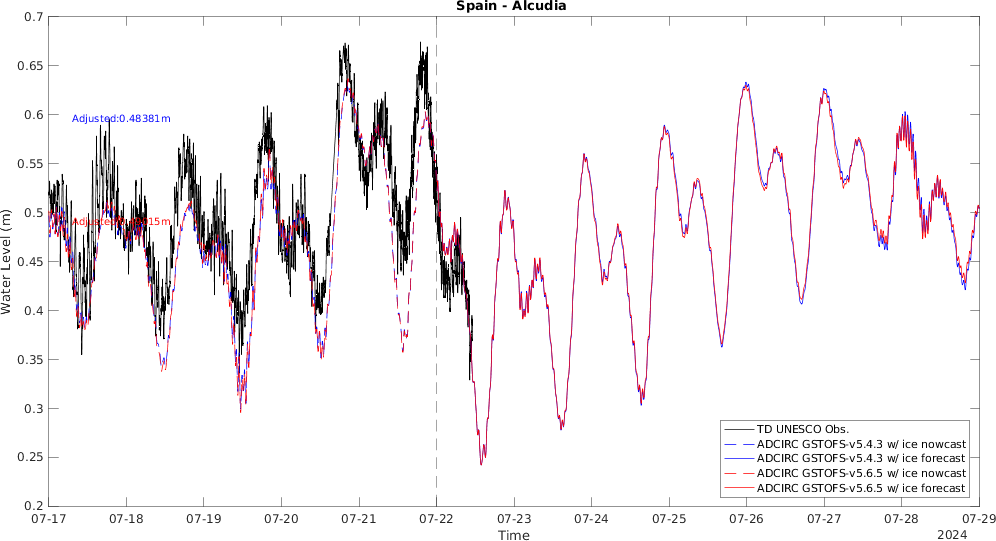 Spain - Alcudia
0.7
0.65
0.6
0.55
0.5
0.45
0.4
0.35
0.3
0.25
0.2
Water Level (m)
Adjusted:0.48381m
07-17
07-18
07-19
07-20
07-21
07-22
07-23
07-24
07-25
07-26
07-27
07-28
07-29
Time
2024
TD UNESCO Obs.
ADCIRC GSTOFS-v5.4.3 w/ ice nowcast
ADCIRC GSTOFS-v5.4.3 w/ ice forecast
ADCIRC GSTOFS-v5.6.5 w/ ice nowcast
ADCIRC GSTOFS-v5.6.5 w/ ice forecast